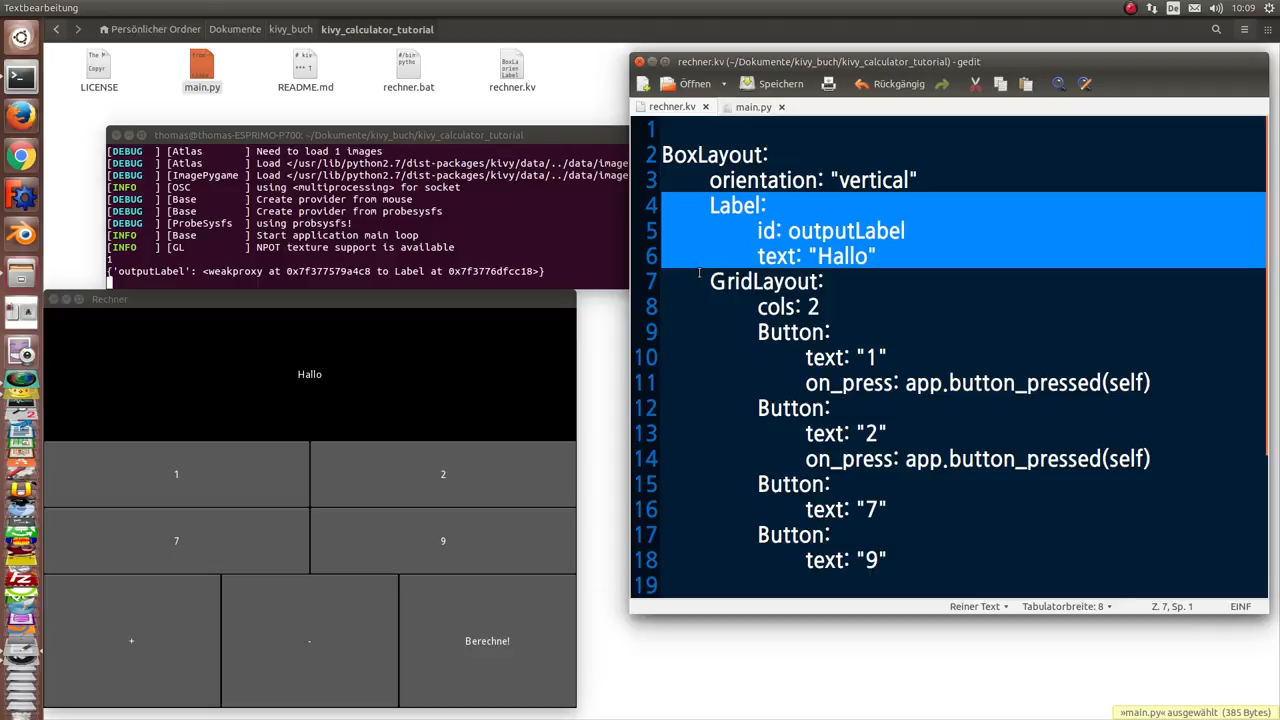 Textbearbeitung
De
10:09
Persönlicher Ordner
Dokumente
kivy_buch
kivy_calculator_tutorial
LICENSE
main.py
README.md
rechner.bat
rechner.kv
thomas@thomas-ESPRIMO-P700: ~/Dokumente/kivy_buch/kivy_calculator_tutorial
[DEBUG  ] [Atlas       ] Need to load 1 images
[DEBUG  ] [Atlas       ] Load </usr/lib/python2.7/dist-packages/kivy/data/../data/image
[DEBUG  ] [ImagePygame ] Load </usr/lib/python2.7/dist-packages/kivy/data/../data/image
[INFO   ] [OSC         ] using <multiprocessing> for socket
[DEBUG  ] [Base        ] Create provider from mouse
[DEBUG  ] [Base        ] Create provider from probesysfs
[DEBUG  ] [ProbeSysfs  ] using probsysfs!
[INFO   ] [Base        ] Start application main loop
[INFO   ] [GL          ] NPOT texture support is available
1
{'outputLabel': <weakproxy at 0x7f377579a4c8 to Label at 0x7f3776dfcc18>}
Rechner
Hallo
1
2
7
9
+
-
Berechne!
rechner.kv (~/Dokumente/kivy_buch/kivy_calculator_tutorial) - gedit
Öffnen
Speichern
Rückgängig
rechner.kv ×
main.py ×
1
2 BoxLayout:
3 orientation: "vertical"
4 Label:
5 id: outputLabel
6 text: "Hallo"
7 GridLayout:
8 cols: 2
9 Button:
10 text: "1"
11 on_press: app.button_pressed(self)
12 Button:
13 text: "2"
14 on_press: app.button_pressed(self)
15 Button:
16 text: "7"
17 Button:
18 text: "9"
19
Reiner Text
Tabulatorbreite: 8
Z. 7, Sp. 1
EINF
»main.py« ausgewählt (385 Bytes)